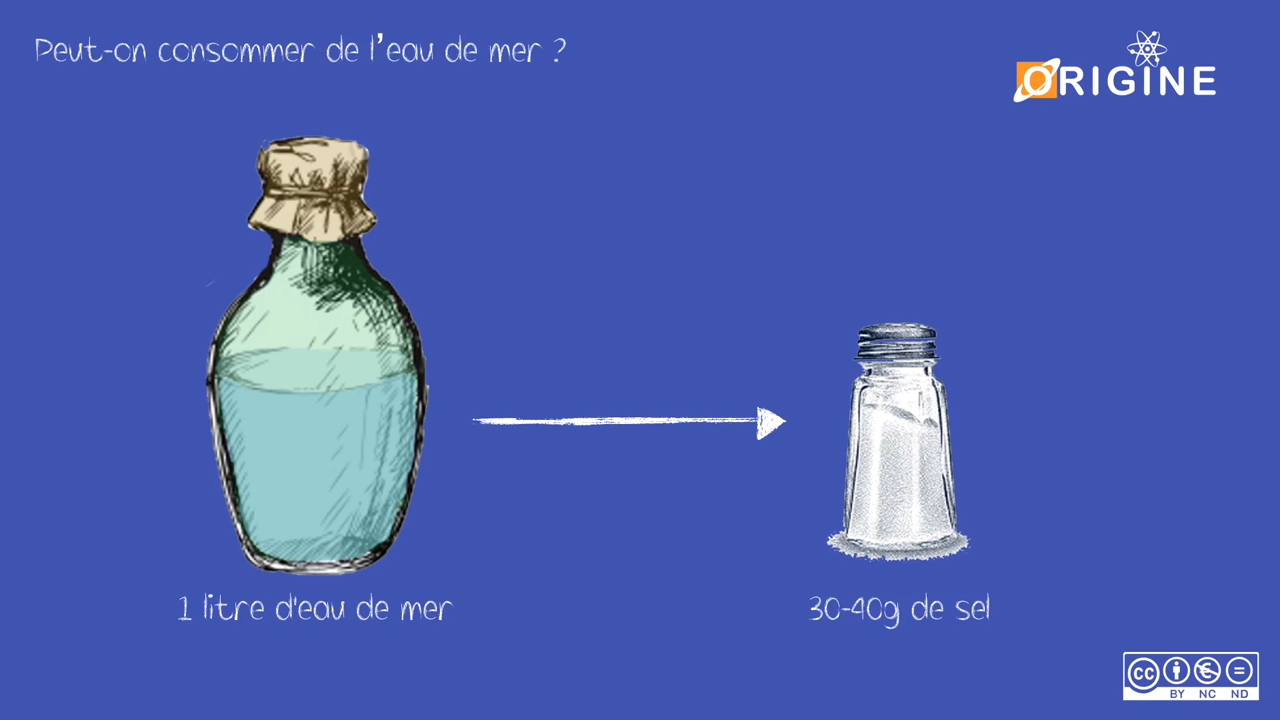 Peut-on consommer de l'eau de mer ?
ORIGINE
1 litre d'eau de mer
30-40g de sel
cc
BY NC ND